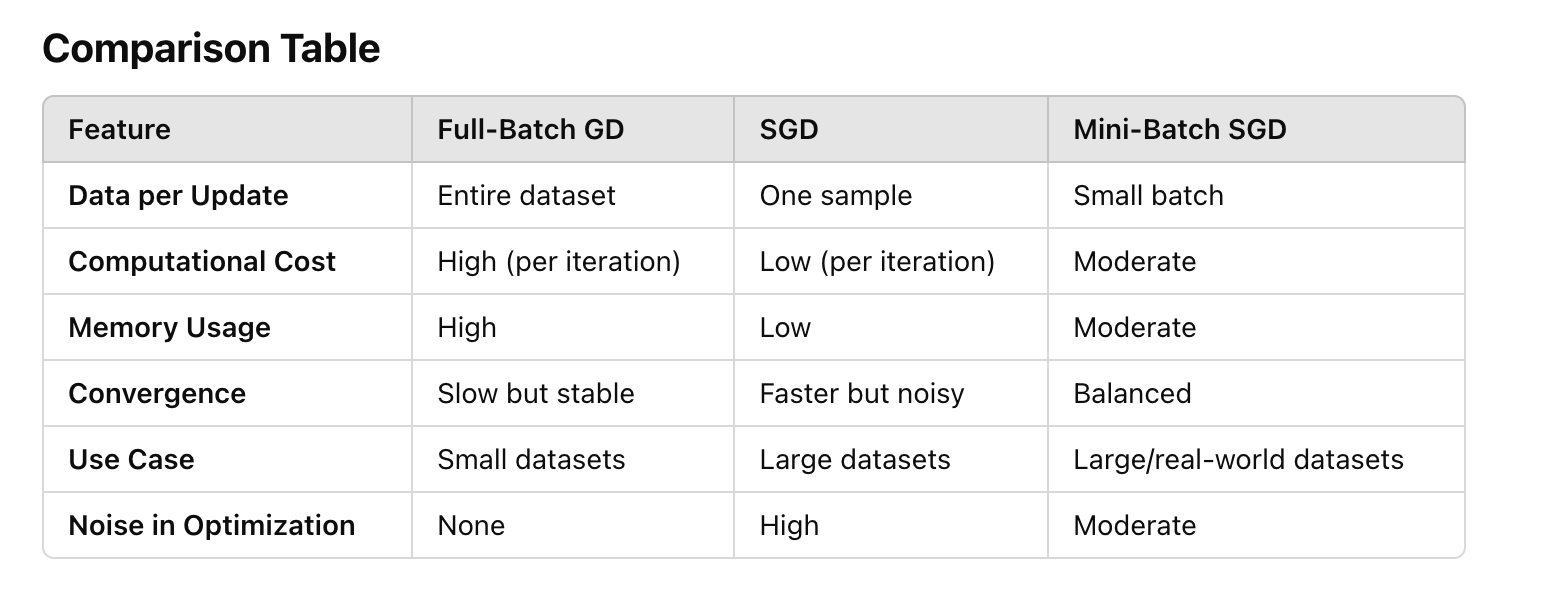 Comparison Table
Feature Full-Batch GD SGD Mini-Batch SGD
Data per Update Entire dataset One sample Small batch
Computational Cost High (per iteration) Low (per iteration) Moderate
Memory Usage High Low Moderate
Convergence Slow but stable Faster but noisy Balanced
Use Case Small datasets Large datasets Large/real-world datasets
Noise in Optimization None High Moderate